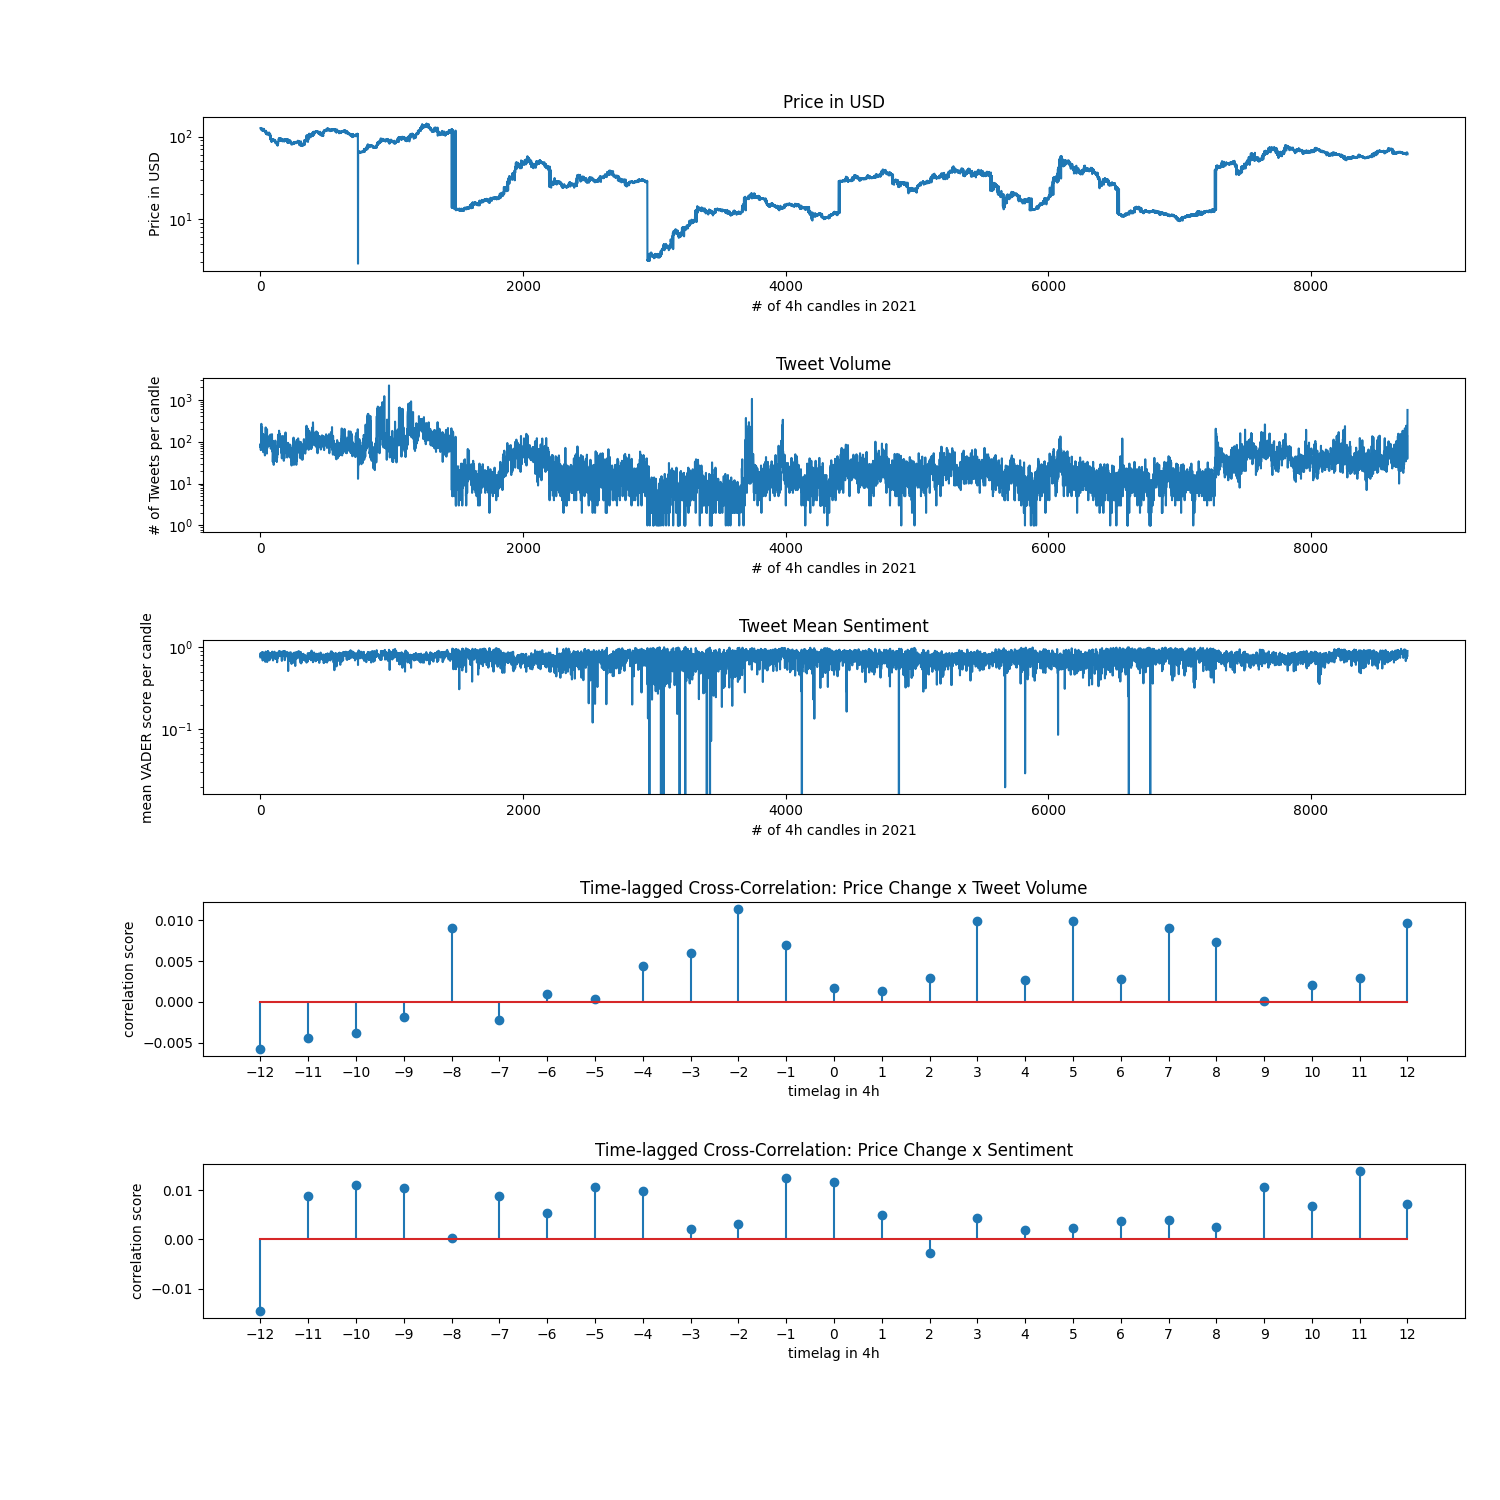 Price in USD
Price in USD
10²
10¹
0 2000 4000 6000 8000
# of 4h candles in 2021
Tweet Volume
# of Tweets per candle
10³
10²
10¹
10⁰
0 2000 4000 6000 8000
# of 4h candles in 2021
Tweet Mean Sentiment
mean VADER score per candle
10⁰
10⁻¹
0 2000 4000 6000 8000
# of 4h candles in 2021
Time-lagged Cross-Correlation: Price Change x Tweet Volume
correlation score
0.010
0.005
0.000
−0.005
−12 −11 −10 −9 −8 −7 −6 −5 −4 −3 −2 −1 0 1 2 3 4 5 6 7 8 9 10 11 12
timelag in 4h
Time-lagged Cross-Correlation: Price Change x Sentiment
correlation score
0.01
0.00
−0.01
−12 −11 −10 −9 −8 −7 −6 −5 −4 −3 −2 −1 0 1 2 3 4 5 6 7 8 9 10 11 12
timelag in 4h